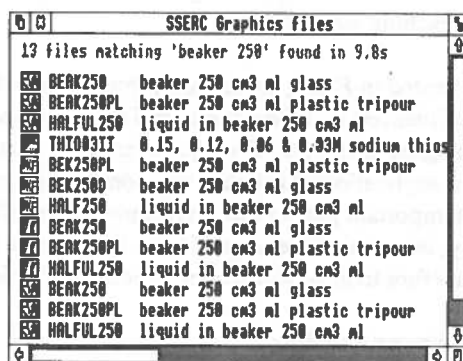 SSERC Graphics files
13 files matching 'beaker 250' found in 9.8s
BEAK250 beaker 250 cm3 ml glass
BEAK250PL beaker 250 cm3 ml plastic tripour
HALFUL250 liquid in beaker 250 cm3 ml
THIO03II 0.15, 0.12, 0.06 & 0.03M sodium thios
BEK250PL beaker 250 cm3 ml plastic tripour
BEK250D beaker 250 cm3 ml glass
HALF250 liquid in beaker 250 cm3 ml
BEAK250 beaker 250 cm3 ml glass
BEAK250PL beaker 250 cm3 ml plastic tripour
HALFUL250 liquid in beaker 250 cm3 ml
BEAK250 beaker 250 cm3 ml glass
BEAK250PL beaker 250 cm3 ml plastic tripour
HALFUL250 liquid in beaker 250 cm3 ml